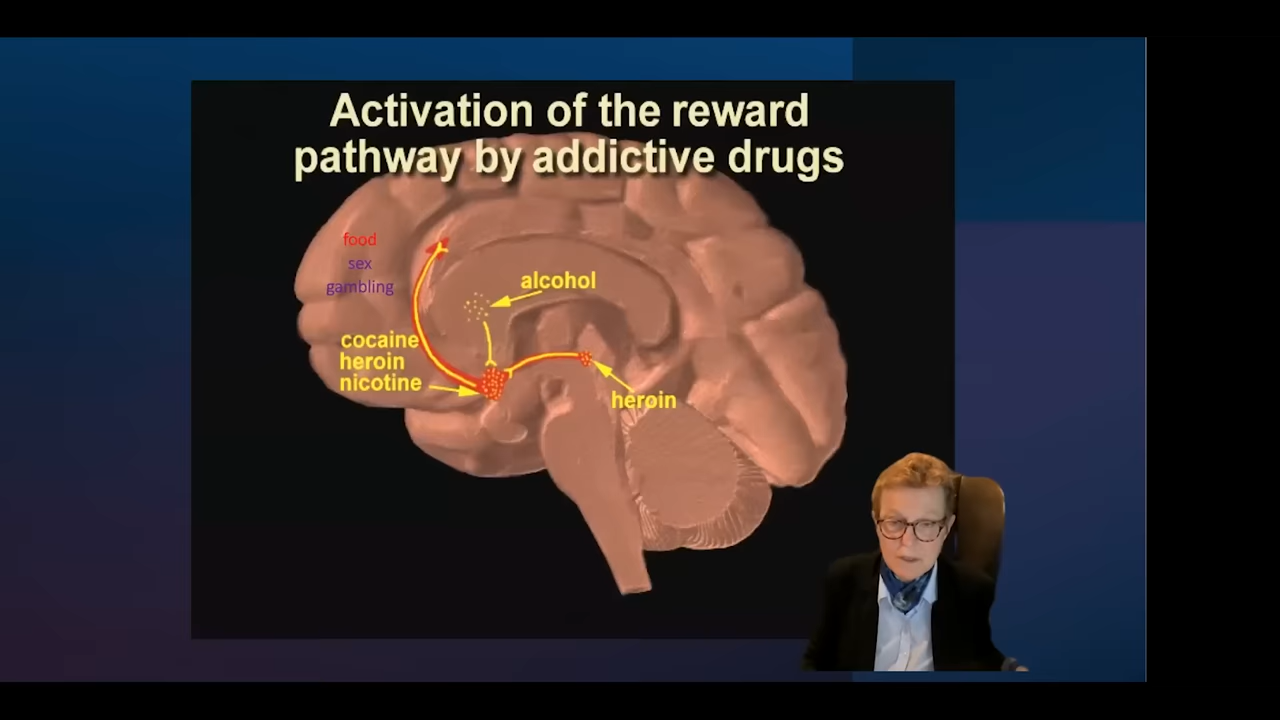 Activation of the reward
pathway by addictive drugs
food
sex
gambling
alcohol
cocaine
heroin
nicotine
heroin